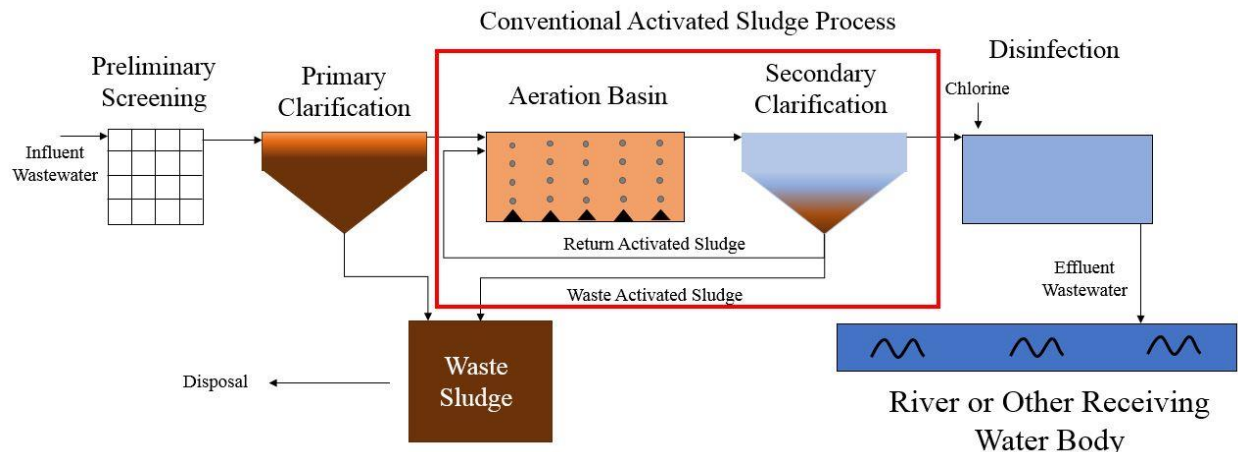 Conventional Activated Sludge Process
Preliminary
Screening
Primary
Clarification
Aeration Basin
Secondary
Clarification
Disinfection
Chlorine
Influent
Wastewater
Return Activated Sludge
Waste Activated Sludge
Effluent
Wastewater
Waste
Sludge
Disposal
River or Other Receiving
Water Body